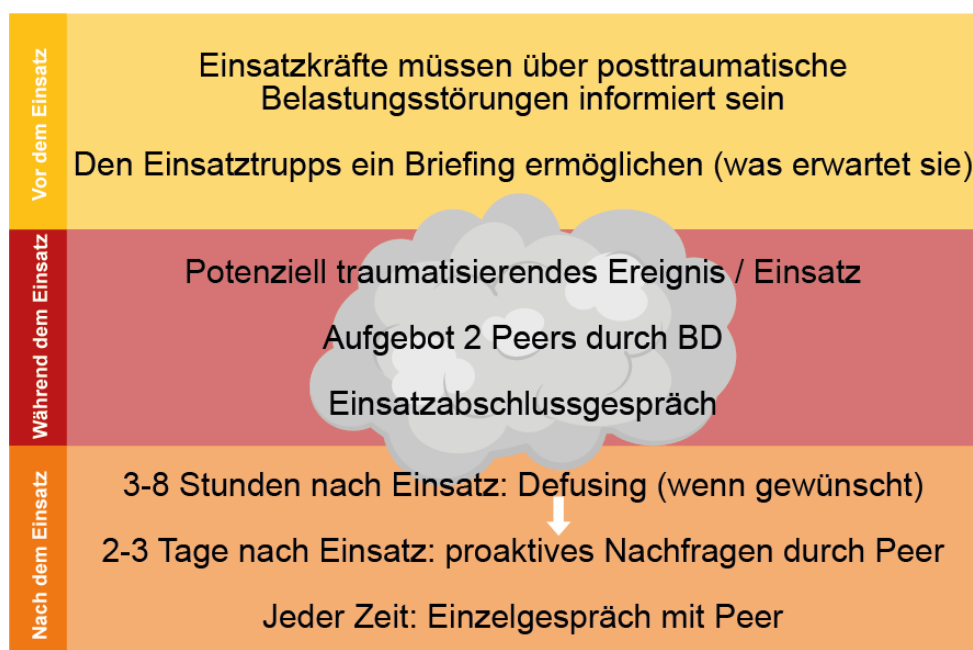 Vor dem Einsatz
Einsatzkräfte müssen über posttraumatische
Belastungsstörungen informiert sein
Den Einsatztrupps ein Briefing ermöglichen (was erwartet sie)
Während dem Einsatz
Potenziell traumatisierendes Ereignis / Einsatz
Aufgebot 2 Peers durch BD
Einsatzabschlussgespräch
Nach dem Einsatz
3-8 Stunden nach Einsatz: Defusing (wenn gewünscht)
2-3 Tage nach Einsatz: proaktives Nachfragen durch Peer
Jeder Zeit: Einzelgespräch mit Peer